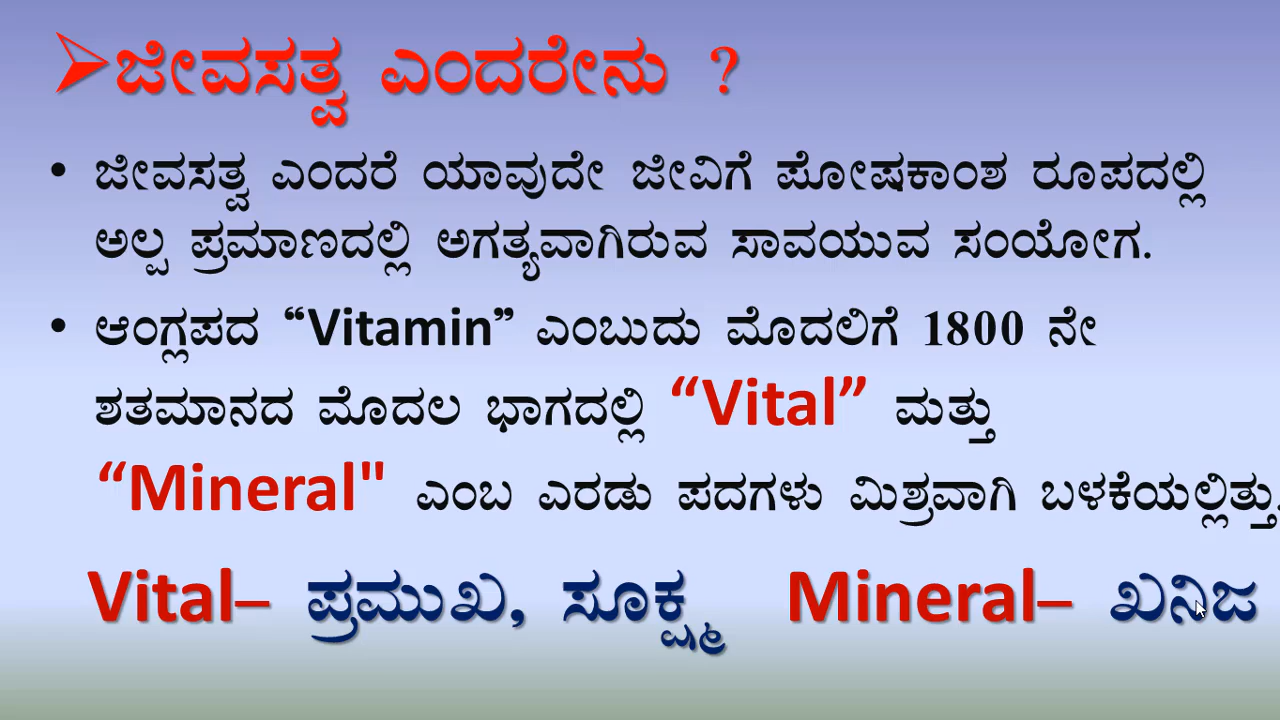 ಜೀವಸತ್ವ ಎಂದರೇನು ?
• ಜೀವಸತ್ವ ಎಂದರೆ ಯಾವುದೇ ಜೀವಿಗೆ ಪೋಷಕಾಂಶ ರೂಪದಲ್ಲಿ
ಅಲ್ಪ ಪ್ರಮಾಣದಲ್ಲಿ ಅಗತ್ಯವಾಗಿರುವ ಸಾವಯುವ ಸಂಯೋಗ.
• ಆಂಗ್ಲಪದ “Vitamin” ಎಂಬುದು ಮೊದಲಿಗೆ 1800 ನೇ
ಶತಮಾನದ ಮೊದಲ ಭಾಗದಲ್ಲಿ “Vital” ಮತ್ತು
“Mineral" ಎಂಬ ಎರಡು ಪದಗಳು ಮಿಶ್ರವಾಗಿ ಬಳಕೆಯಲ್ಲಿತ್ತು.
Vital– ಪ್ರಮುಖ, ಸೂಕ್ಷ್ಮ Mineral– ಖನಿಜ